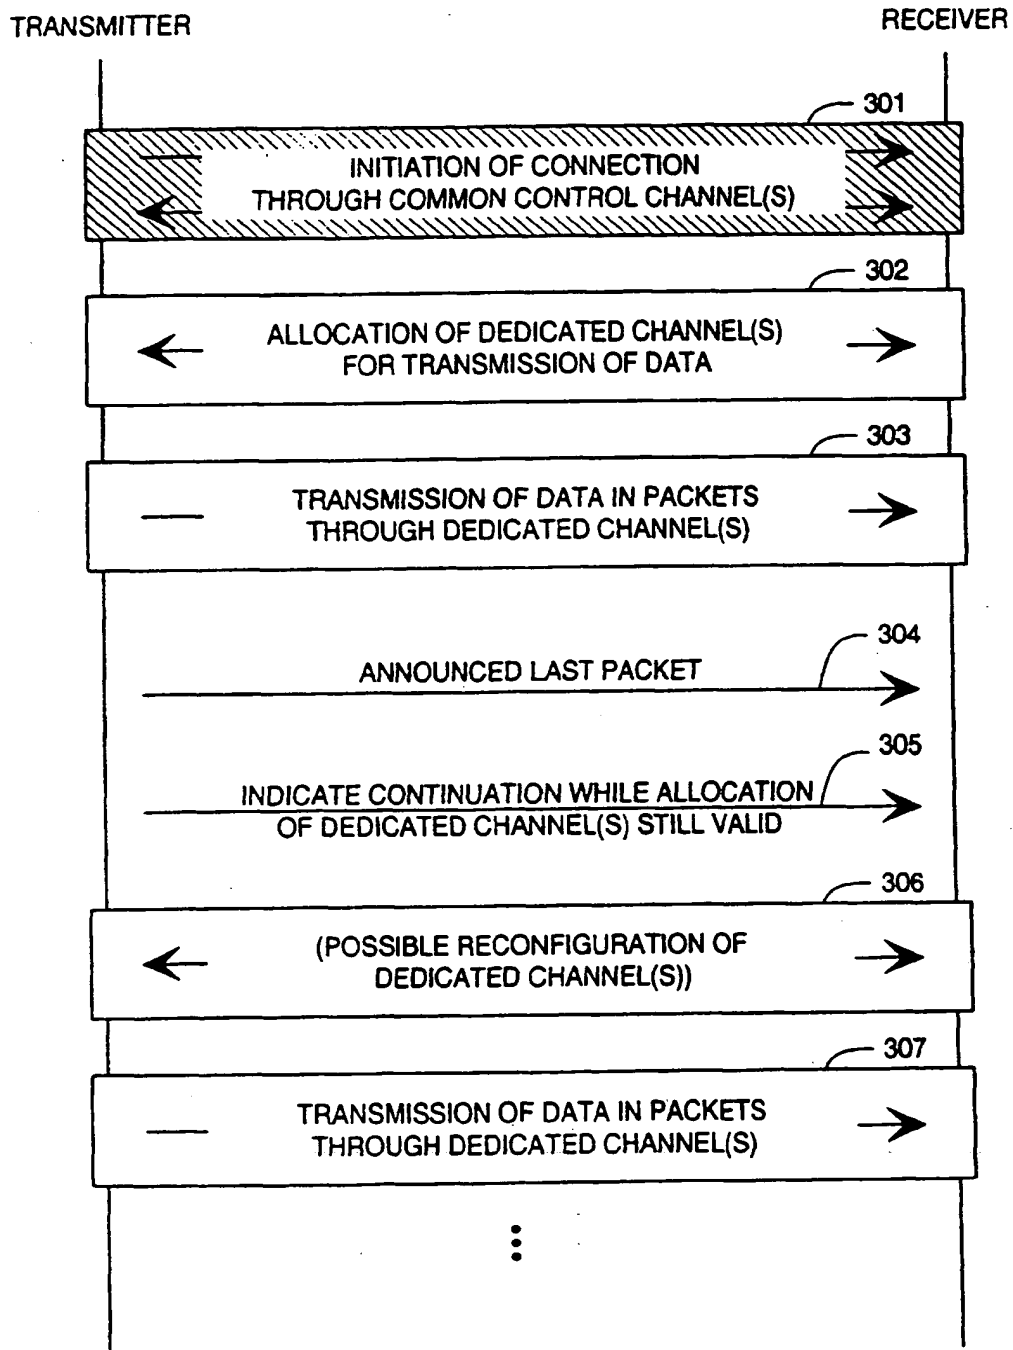 TRANSMITTER
RECEIVER
301
INITIATION OF CONNECTION
THROUGH COMMON CONTROL CHANNEL(S)
302
ALLOCATION OF DEDICATED CHANNEL(S)
FOR TRANSMISSION OF DATA
303
TRANSMISSION OF DATA IN PACKETS
THROUGH DEDICATED CHANNEL(S)
304
ANNOUNCED LAST PACKET
305
INDICATE CONTINUATION WHILE ALLOCATION
OF DEDICATED CHANNEL(S) STILL VALID
306
(POSSIBLE RECONFIGURATION OF
DEDICATED CHANNEL(S))
307
TRANSMISSION OF DATA IN PACKETS
THROUGH DEDICATED CHANNEL(S)